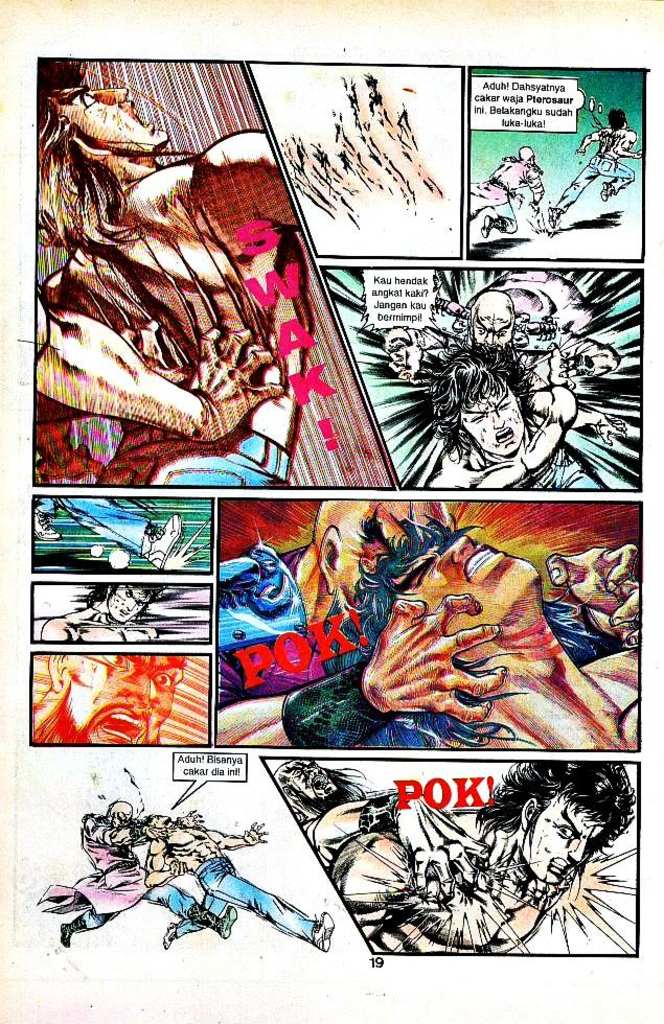 SWAK!
Aduh! Dahsyatnya
cakar waja Pterosaur
ini. Belakangku sudah
luka-luka!
Kau hendak
angkat kaki?
Jangan kau
bermimpi!
POK!
Aduh! Bisanya
cakar dia ini!
POK!
19